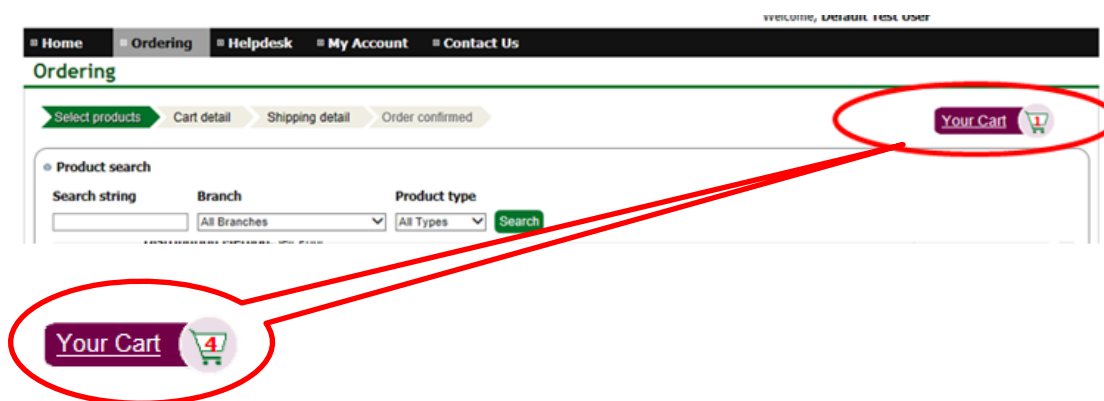 Welcome, Default Test User
Home Ordering Helpdesk My Account Contact Us
Ordering
Select products Cart detail Shipping detail Order confirmed
Your Cart 1
Product search
Search string Branch Product type
All Branches All Types Search
Your Cart 4